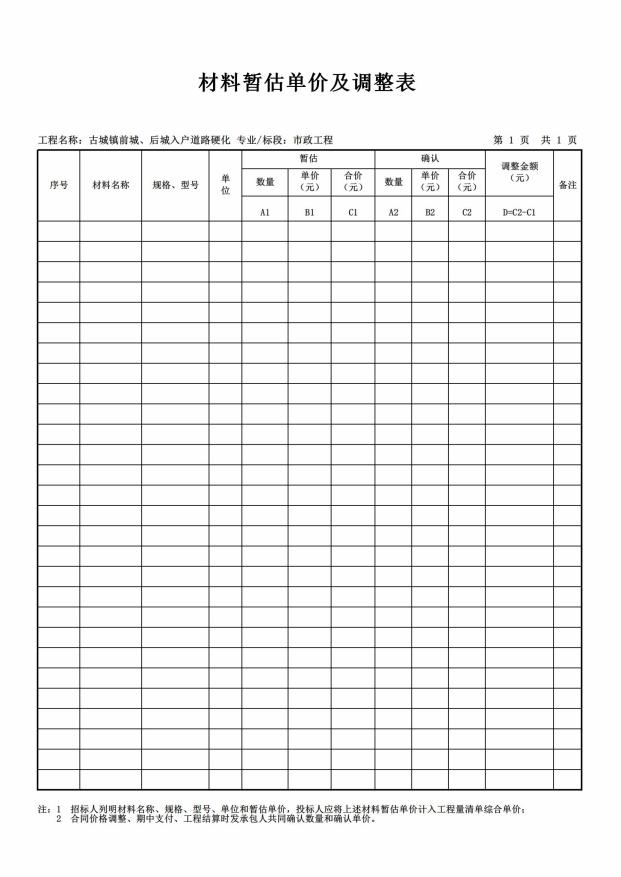 材料暂估单价及调整表
工程名称：古城镇前城、后城入户道路硬化 专业/标段：市政工程 第 1 页 共 1 页
暂估 确认
序号 材料名称 规格、型号 单位 数量 单价（元） 合价（元） 数量 单价（元） 合价（元） 调整金额（元） 备注
A1 B1 C1 A2 B2 C2 D=C2-C1
注：1 招标人列明材料名称、规格、型号、单位和暂估单价，投标人应将上述材料暂估单价计入工程量清单综合单价；
2 合同价格调整、期中支付、工程结算时发承包人共同确认数量和确认单价。